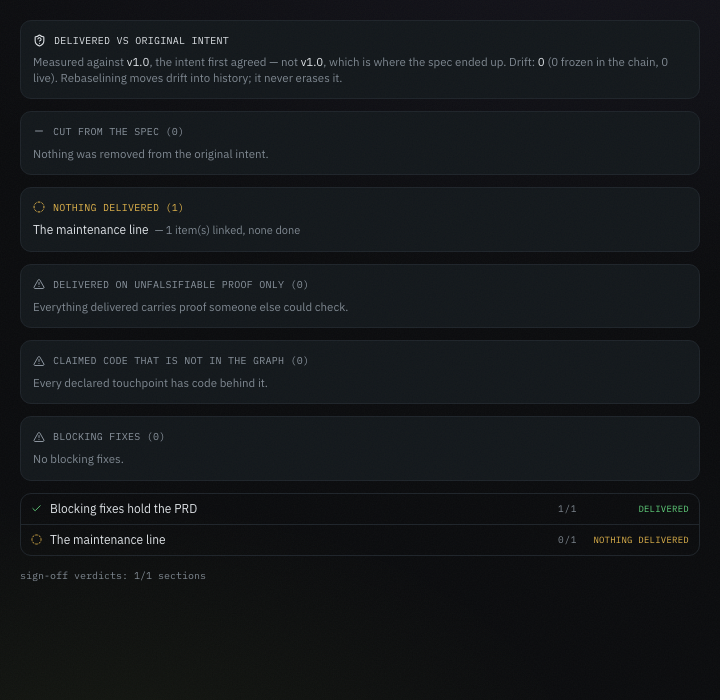 DELIVERED VS ORIGINAL INTENT
Measured against v1.0, the intent first agreed — not v1.0, which is where the spec ended up. Drift: 0 (0 frozen in the chain, 0
live). Rebaselining moves drift into history; it never erases it.
CUT FROM THE SPEC (0)
Nothing was removed from the original intent.
NOTHING DELIVERED (1)
The maintenance line — 1 item(s) linked, none done
DELIVERED ON UNFALSIFIABLE PROOF ONLY (0)
Everything delivered carries proof someone else could check.
CLAIMED CODE THAT IS NOT IN THE GRAPH (0)
Every declared touchpoint has code behind it.
BLOCKING FIXES (0)
No blocking fixes.
Blocking fixes hold the PRD 1/1 DELIVERED
The maintenance line 0/1 NOTHING DELIVERED
sign-off verdicts: 1/1 sections